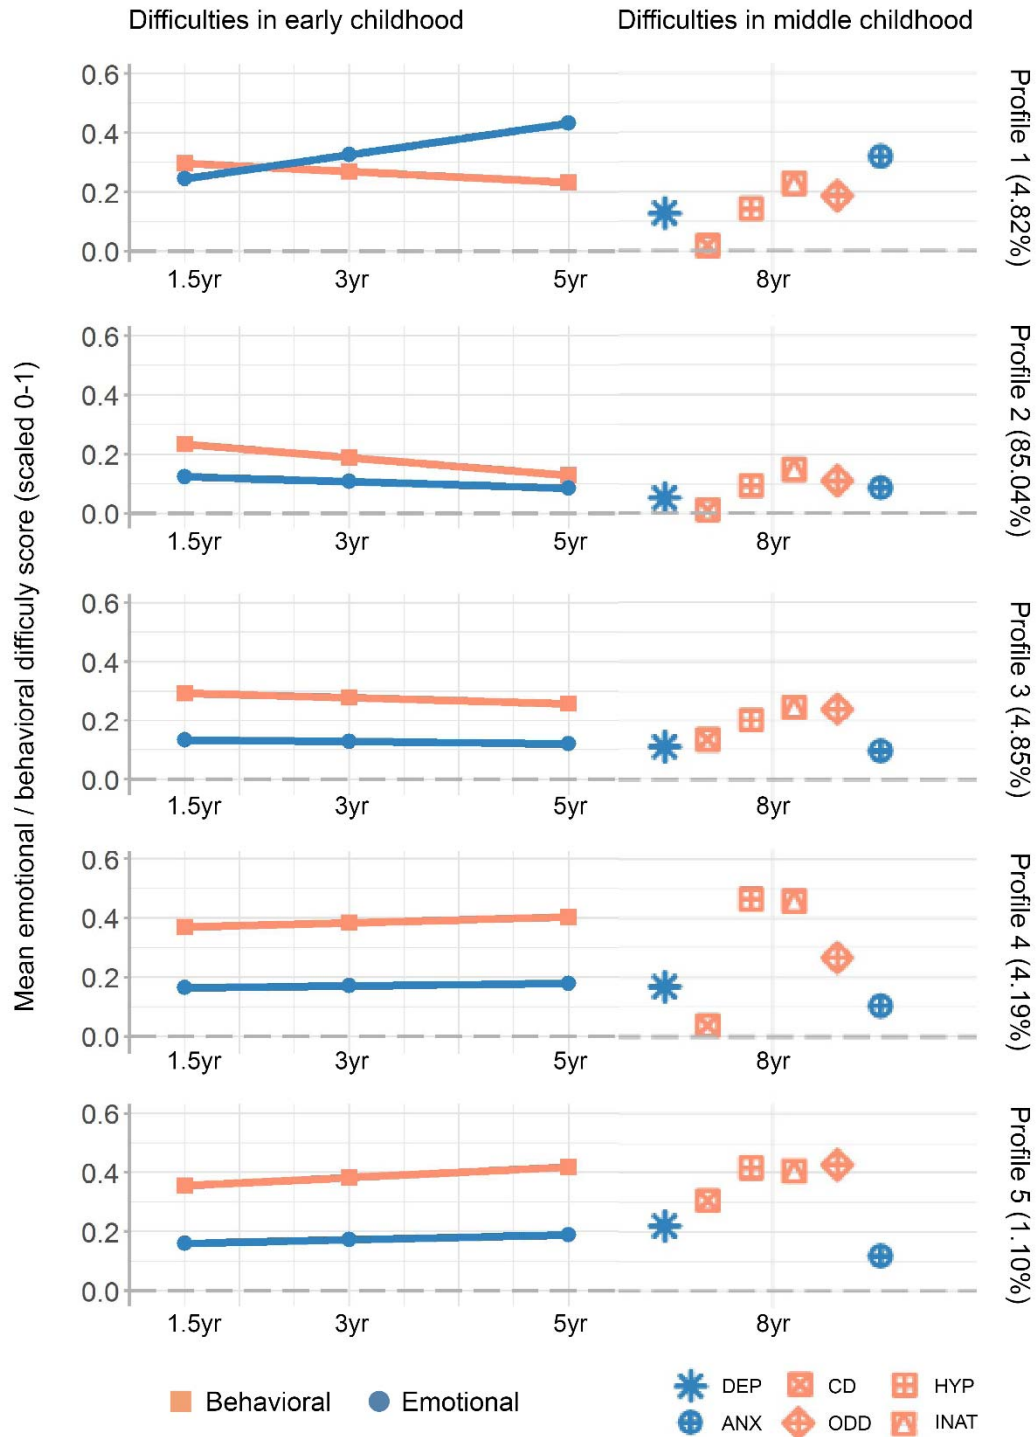 Difficulties in early childhood
Difficulties in middle childhood
Mean emotional / behavioral difficuly score (scaled 0-1)
0.6
0.4
0.2
0.0
1.5yr 3yr 5yr 8yr
Profile 1 (4.82%)
0.6
0.4
0.2
0.0
1.5yr 3yr 5yr 8yr
Profile 2 (85.04%)
0.6
0.4
0.2
0.0
1.5yr 3yr 5yr 8yr
Profile 3 (4.85%)
0.6
0.4
0.2
0.0
1.5yr 3yr 5yr 8yr
Profile 4 (4.19%)
0.6
0.4
0.2
0.0
1.5yr 3yr 5yr 8yr
Profile 5 (1.10%)
Behavioral Emotional
DEP CD HYP
ANX ODD INAT